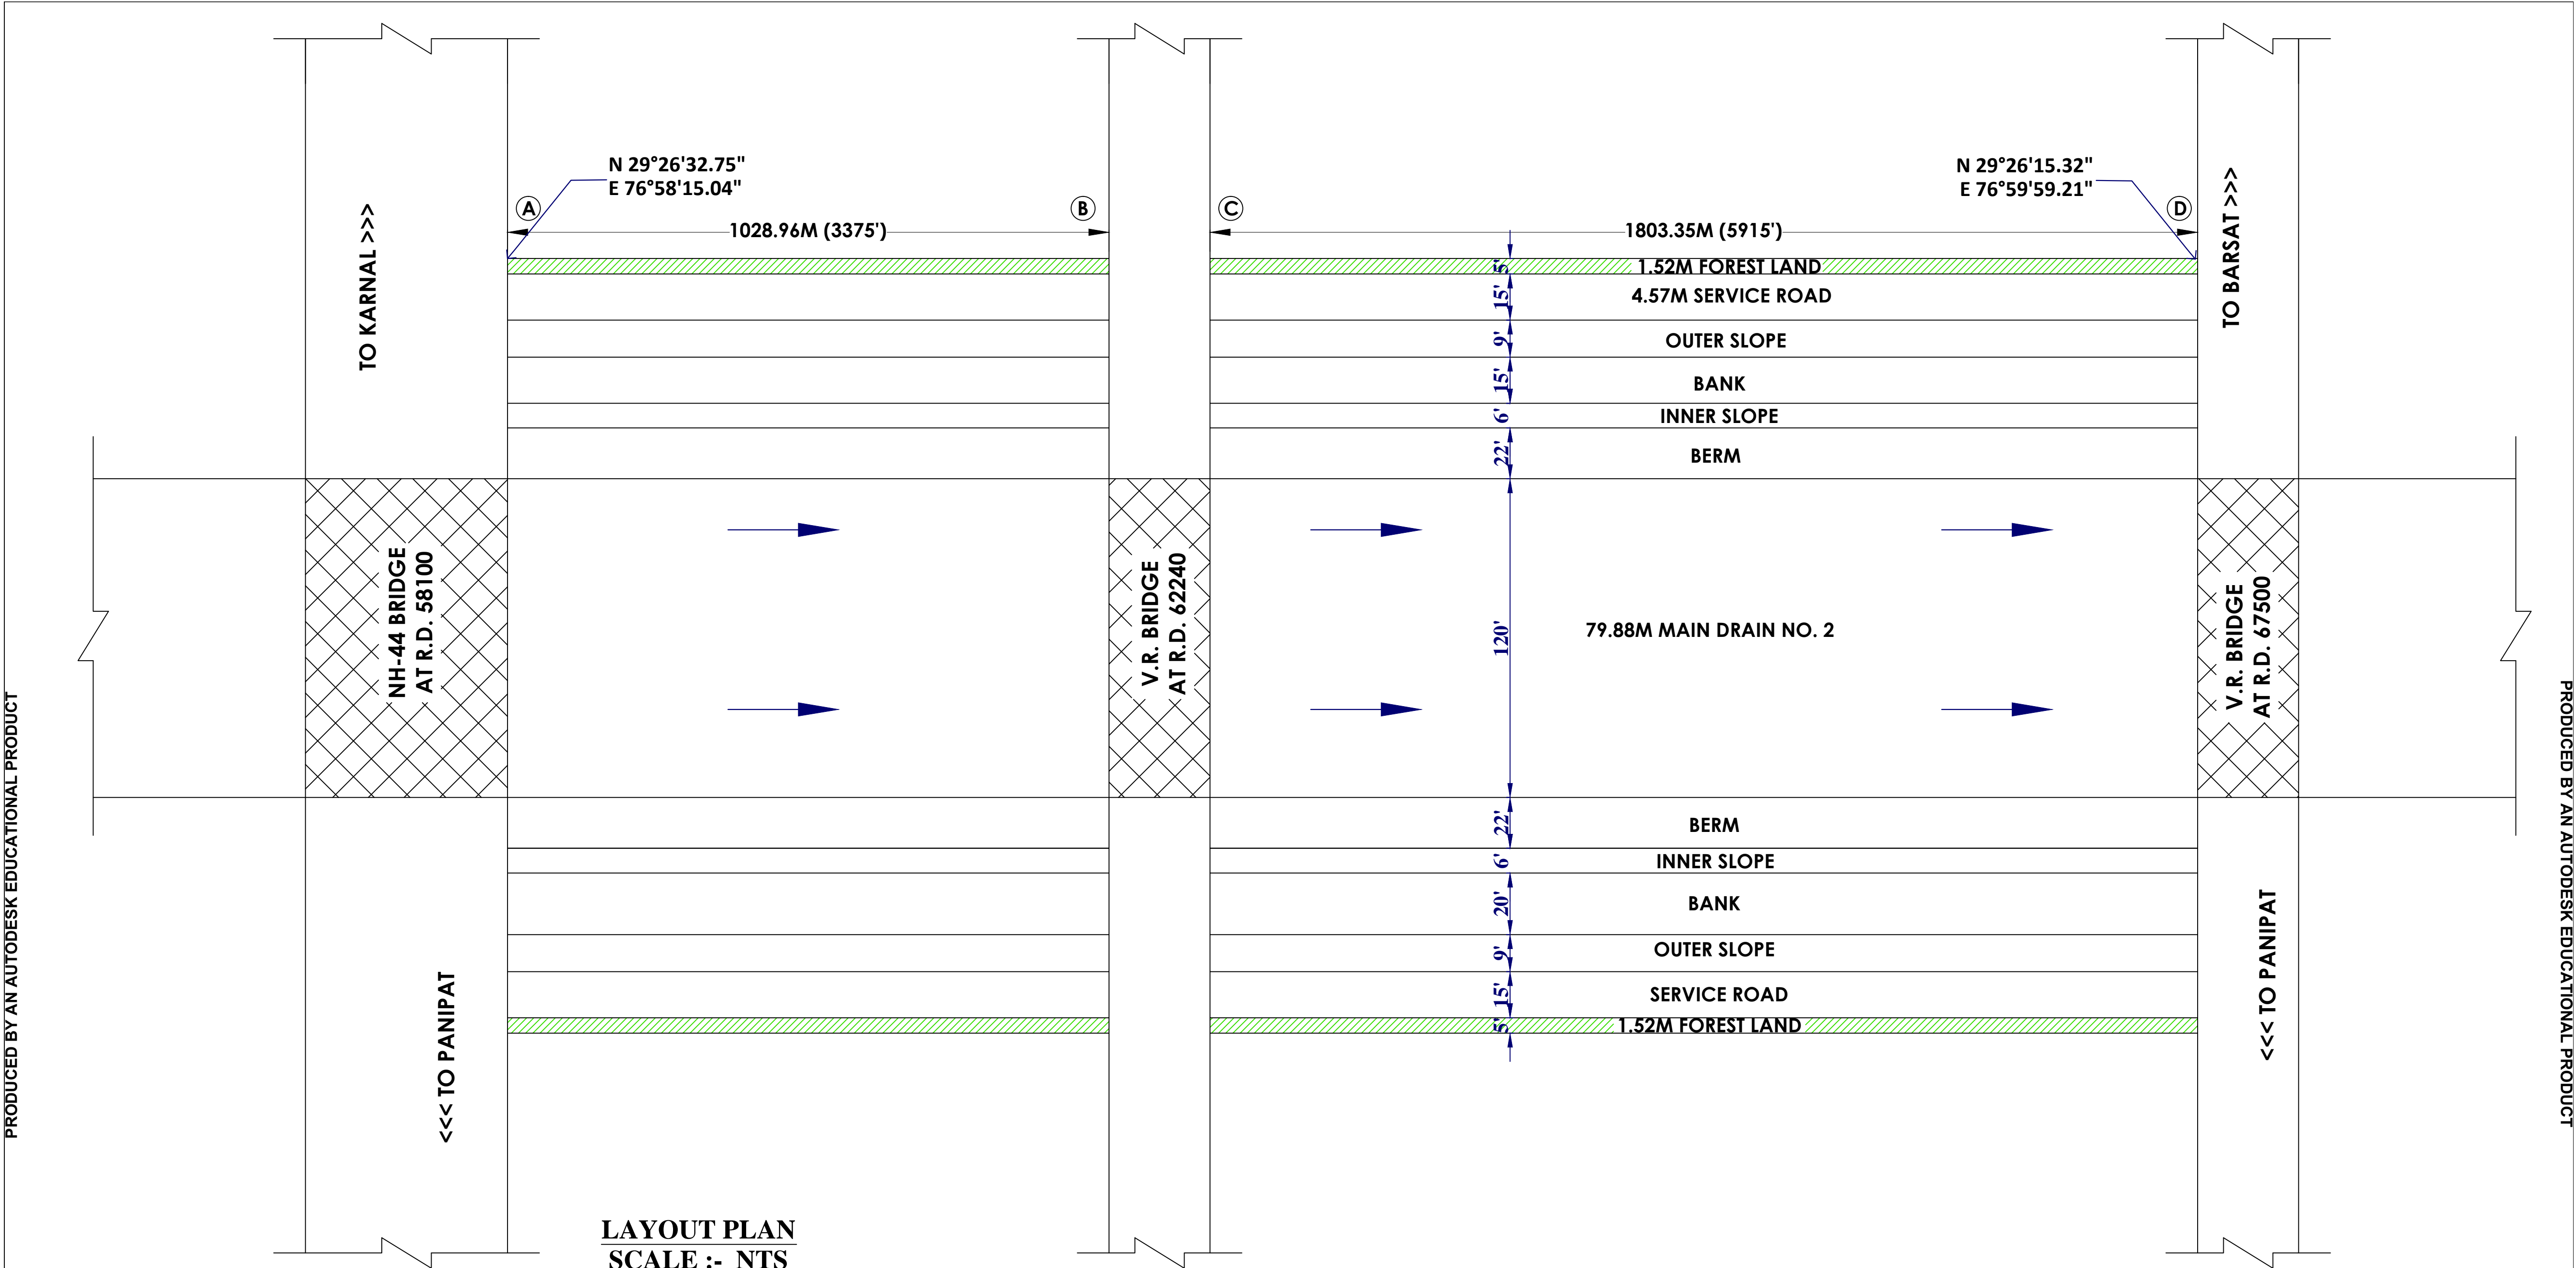 N 29°26'32.75"
E 76°58'15.04"
N 29°26'15.32"
E 76°59'59.21"
A
B
C
D
1028.96M (3375')
1803.35M (5915')
TO KARNAL >>>
TO BARSAT >>>
5'
1.52M FOREST LAND
15'
4.57M SERVICE ROAD
9'
OUTER SLOPE
15'
BANK
6'
INNER SLOPE
22'
BERM
NH-44 BRIDGE
AT R.D. 58100
V.R. BRIDGE
AT R.D. 62240
120'
79.88M MAIN DRAIN NO. 2
V.R. BRIDGE
AT R.D. 67500
22'
BERM
6'
INNER SLOPE
20'
BANK
9'
OUTER SLOPE
15'
SERVICE ROAD
5'
1.52M FOREST LAND
<<< TO PANIPAT
<<< TO PANIPAT
PRODUCED BY AN AUTODESK EDUCATIONAL PRODUCT
PRODUCED BY AN AUTODESK EDUCATIONAL PRODUCT
LAYOUT PLAN
SCALE :- NTS